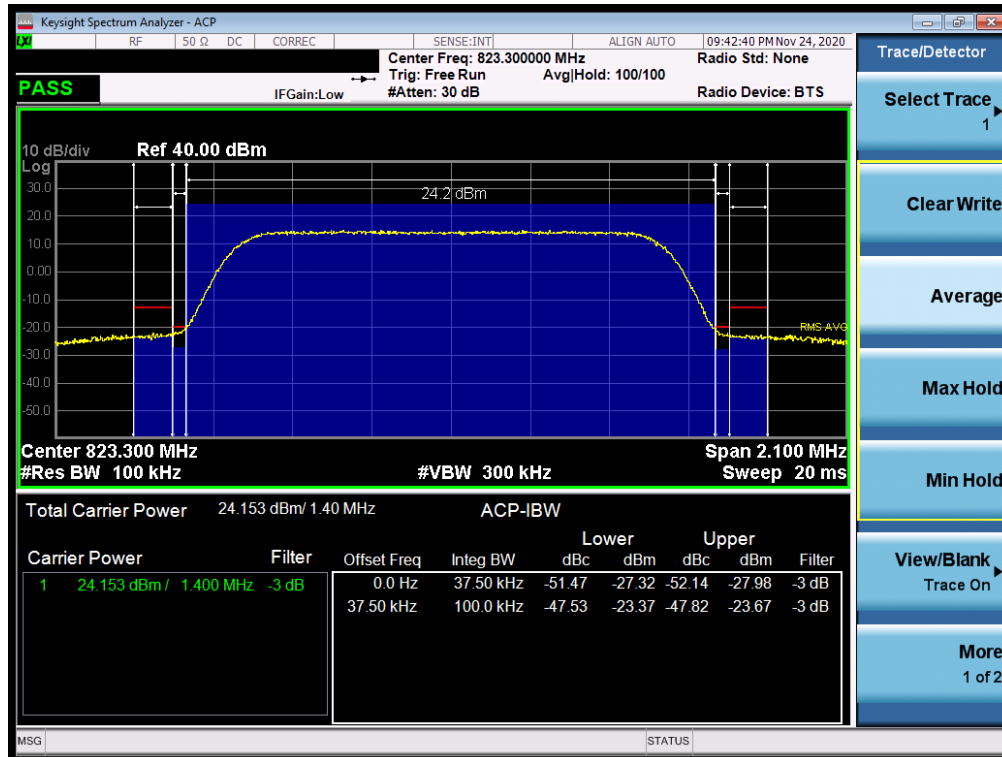 Keysight Spectrum Analyzer - ACP
LXI RF 50 Ω DC CORREC SENSE:INT ALIGN AUTO 09:42:40 PM Nov 24, 2020
Trace/Detector
Center Freq: 823.300000 MHz Radio Std: None
Trig: Free Run Avg|Hold: 100/100
PASS IFGain:Low #Atten: 30 dB Radio Device: BTS
Select Trace
1
10 dB/div Ref 40.00 dBm
Log
30.0
24.2 dBm
20.0
10.0
0.00
-10.0
-20.0
RMS AVG
-30.0
-40.0
-50.0
Clear Write
Average
Max Hold
Center 823.300 MHz Span 2.100 MHz
#Res BW 100 kHz #VBW 300 kHz Sweep 20 ms
Min Hold
Total Carrier Power 24.153 dBm/ 1.40 MHz ACP-IBW
Lower Upper
Carrier Power Filter Offset Freq Integ BW dBc dBm dBc dBm Filter
1 24.153 dBm / 1.400 MHz -3 dB 0.0 Hz 37.50 kHz -51.47 -27.32 -52.14 -27.98 -3 dB
37.50 kHz 100.0 kHz -47.53 -23.37 -47.82 -23.67 -3 dB
View/Blank
Trace On
More
1 of 2
MSG STATUS